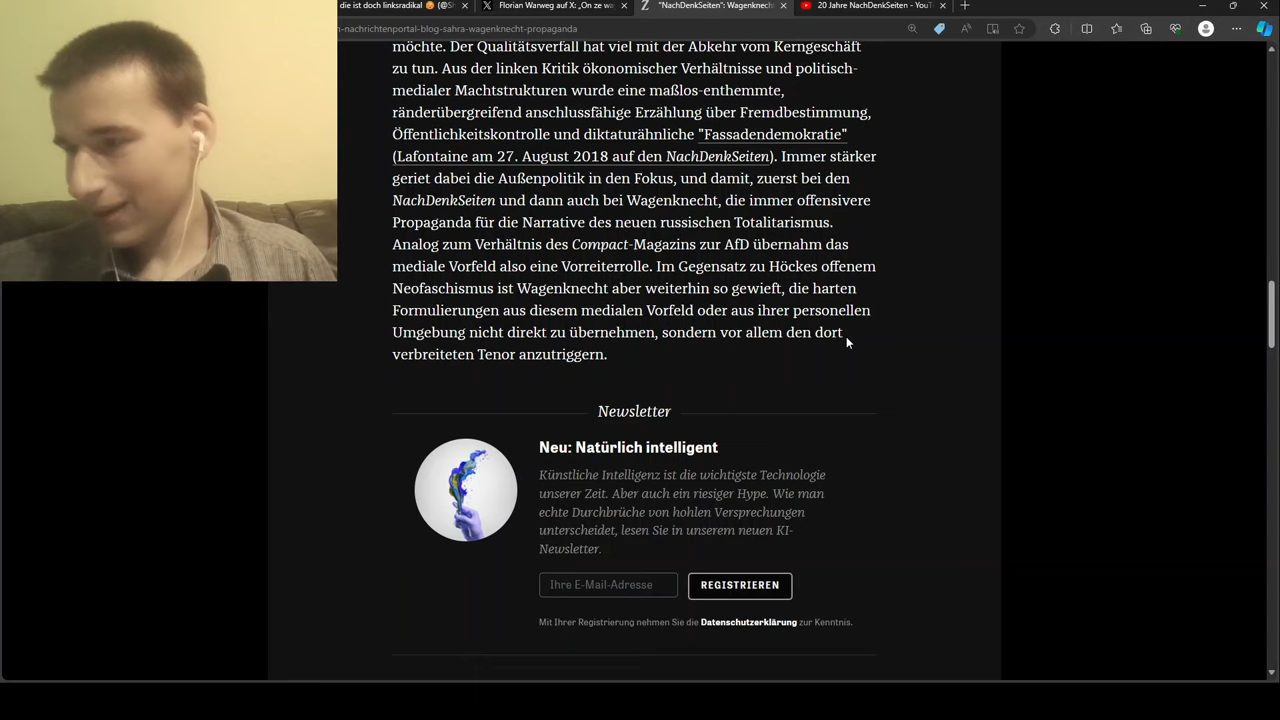 die ist doch linksradikal 😡 (@Sh
Florian Warweg auf X: „On ze wa
"NachDenkSeiten": Wagenknech
20 Jahre NachDenkSeiten - YouT
n-nachrichtenportal-blog-sahra-wagenknecht-propaganda
möchte. Der Qualitätsverfall hat viel mit der Abkehr vom Kerngeschäft
zu tun. Aus der linken Kritik ökonomischer Verhältnisse und politisch-
medialer Machtstrukturen wurde eine maßlos-enthemmte,
ränderübergreifend anschlussfähige Erzählung über Fremdbestimmung,
Öffentlichkeitskontrolle und diktaturähnliche "Fassadendemokratie"
(Lafontaine am 27. August 2018 auf den NachDenkSeiten). Immer stärker
geriet dabei die Außenpolitik in den Fokus, und damit, zuerst bei den
NachDenkSeiten und dann auch bei Wagenknecht, die immer offensivere
Propaganda für die Narrative des neuen russischen Totalitarismus.
Analog zum Verhältnis des Compact-Magazins zur AfD übernahm das
mediale Vorfeld also eine Vorreiterrolle. Im Gegensatz zu Höckes offenem
Neofaschismus ist Wagenknecht aber weiterhin so gewieft, die harten
Formulierungen aus diesem medialen Vorfeld oder aus ihrer personellen
Umgebung nicht direkt zu übernehmen, sondern vor allem den dort
verbreiteten Tenor anzutriggern.
Newsletter
Neu: Natürlich intelligent
Künstliche Intelligenz ist die wichtigste Technologie
unserer Zeit. Aber auch ein riesiger Hype. Wie man
echte Durchbrüche von hohlen Versprechungen
unterscheidet, lesen Sie in unserem neuen KI-
Newsletter.
Ihre E-Mail-Adresse
REGISTRIEREN
Mit Ihrer Registrierung nehmen Sie die Datenschutzerklärung zur Kenntnis.